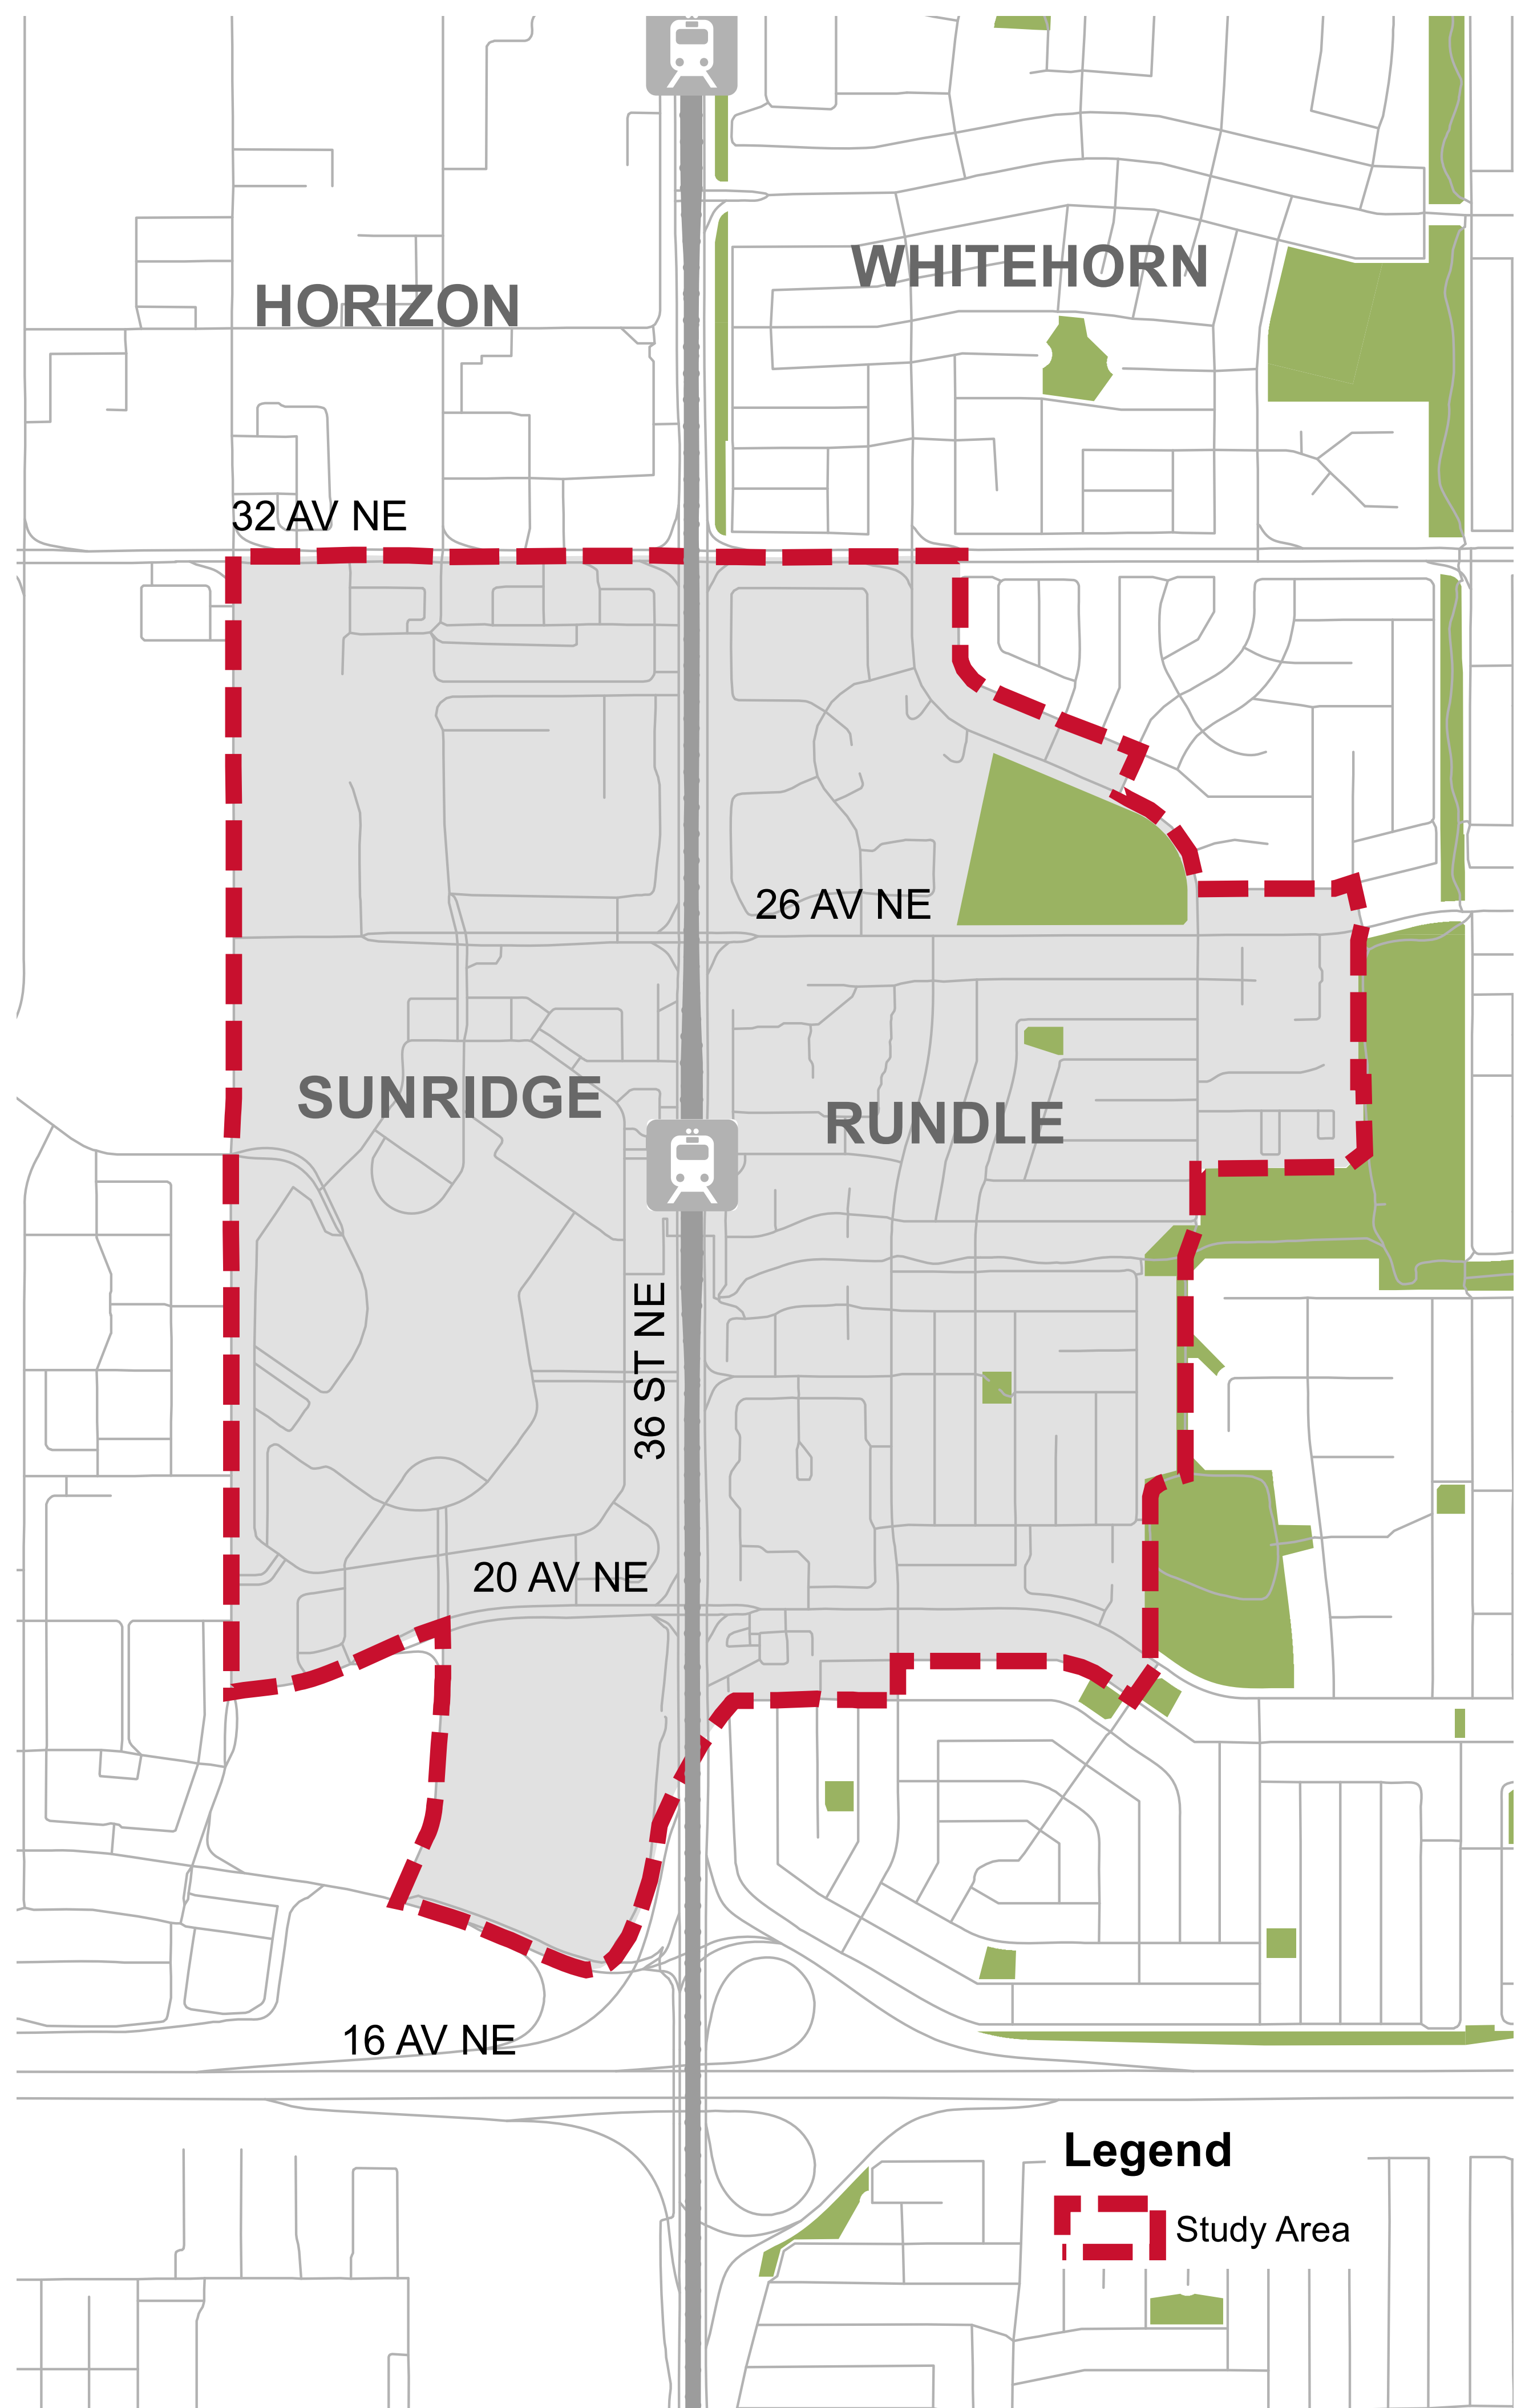 WHITEHORN
HORIZON
32 AV NE
26 AV NE
SUNRIDGE
RUNDLE
36 ST NE
20 AV NE
16 AV NE
Legend
Study Area